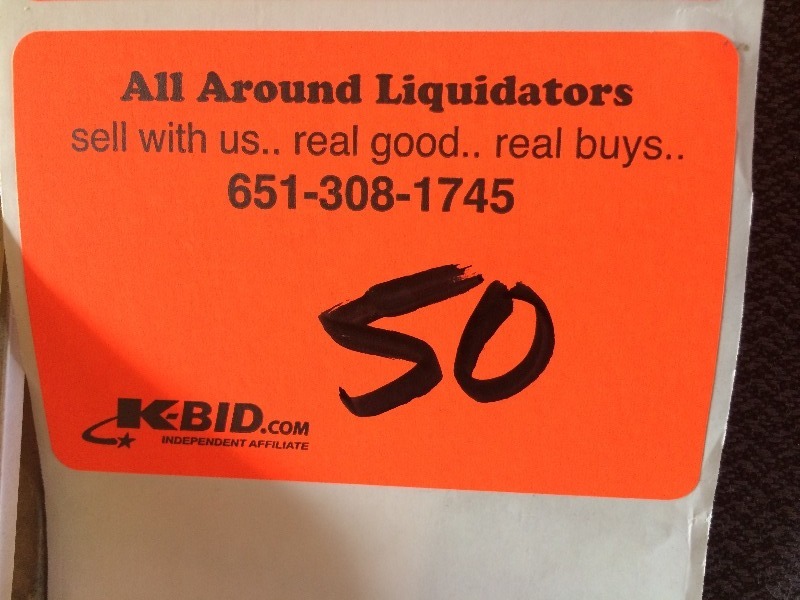 All Around Liquidators
sell with us.. real good.. real buys..
651-308-1745
50
K-BID.COM
INDEPENDENT AFFILIATE